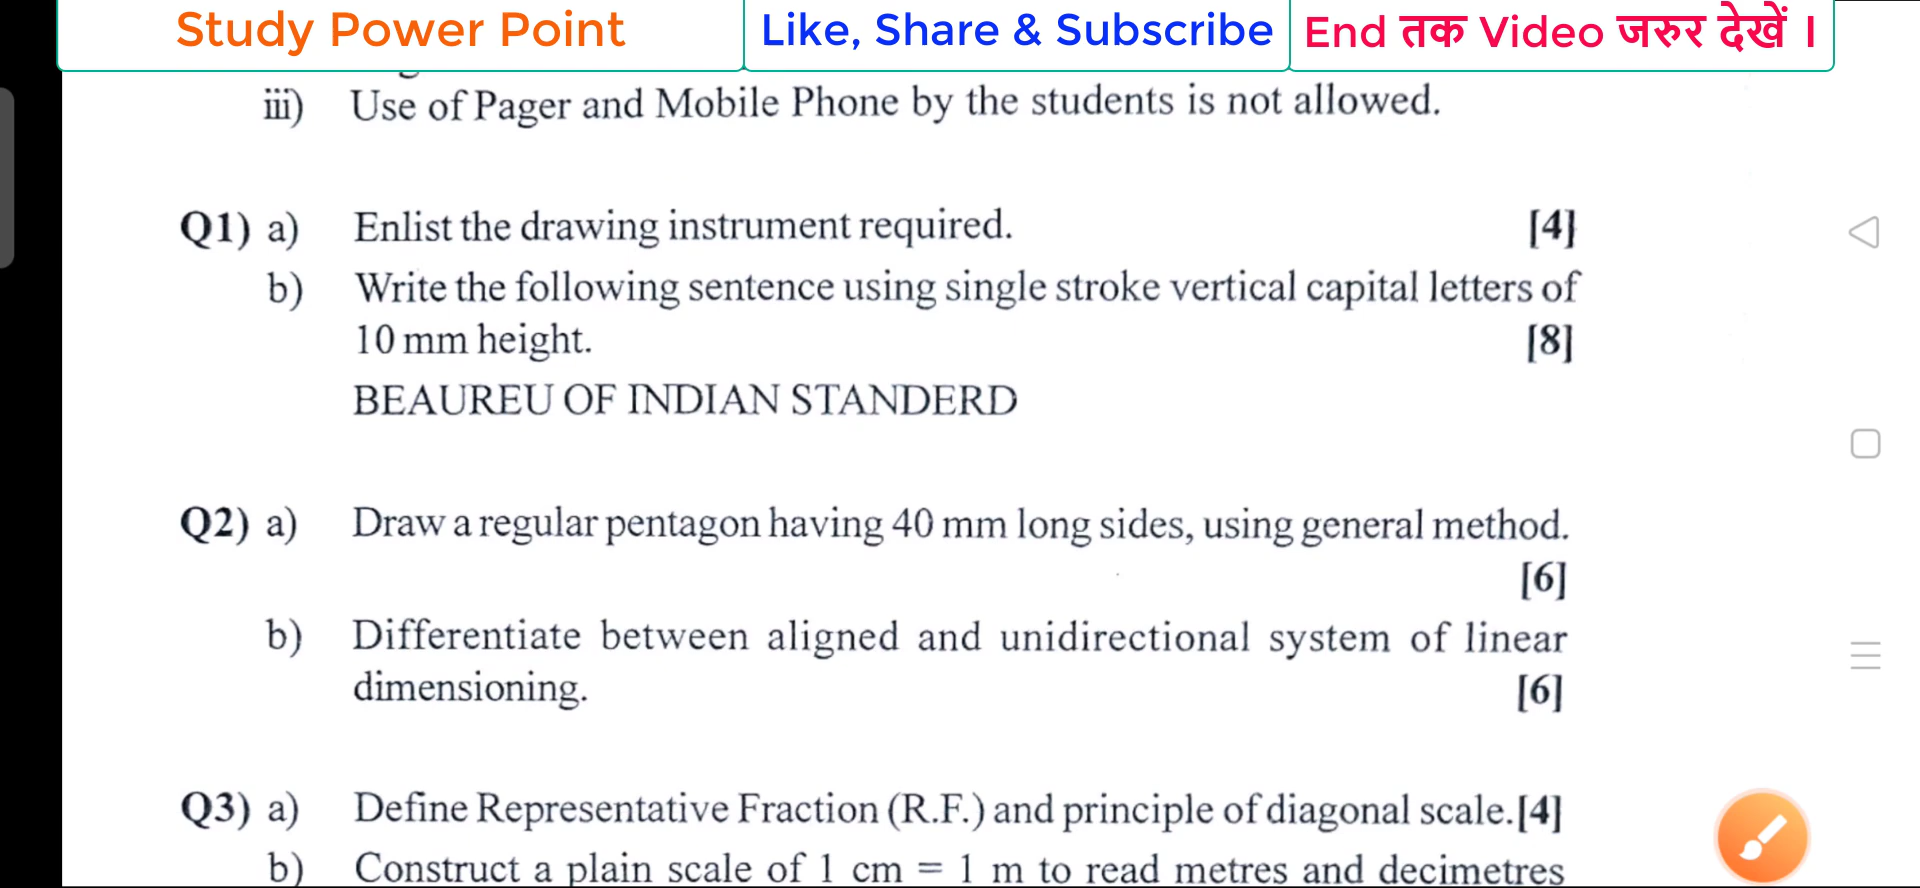 Study Power Point
Like, Share & Subscribe
End तक Video जरुर देखें ।
iii) Use of Pager and Mobile Phone by the students is not allowed.
Q1) a) Enlist the drawing instrument required. [4]
b) Write the following sentence using single stroke vertical capital letters of
10 mm height. [8]
BEAUREU OF INDIAN STANDERD
Q2) a) Draw a regular pentagon having 40 mm long sides, using general method.
[6]
b) Differentiate between aligned and unidirectional system of linear
dimensioning. [6]
Q3) a) Define Representative Fraction (R.F.) and principle of diagonal scale.[4]
b) Construct a plain scale of 1 cm = 1 m to read metres and decimetres